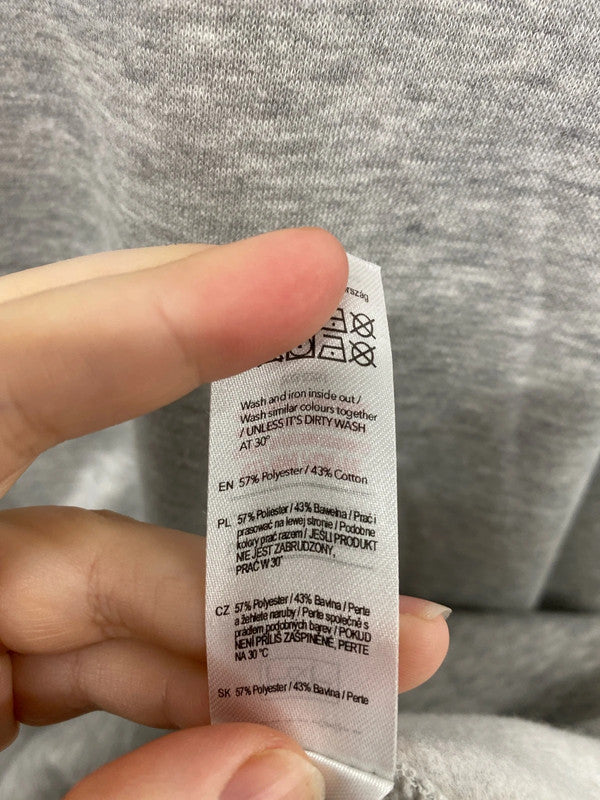 ország
Wash and iron inside out /
Wash similar colours together
/ UNLESS IT'S DIRTY WASH
AT 30°
EN 57% Polyester / 43% Cotton
PL 57% Poliester / 43% Bawełna / Prać i
prasować na lewej stronie / Podobne
kolory prać razem / JEŚLI PRODUKT
NIE JEST ZABRUDZONY,
PRAĆ W 30°
CZ 57% Polyester / 43% Bavlna / Perte
a žehlete naruby / Perte společně s
prádlem podobných barev / POKUD
NENÍ PŘÍLIŠ ZAŠPINĚNÉ, PERTE
NA 30 °C
SK 57% Polyester / 43% Bavlna / Perte